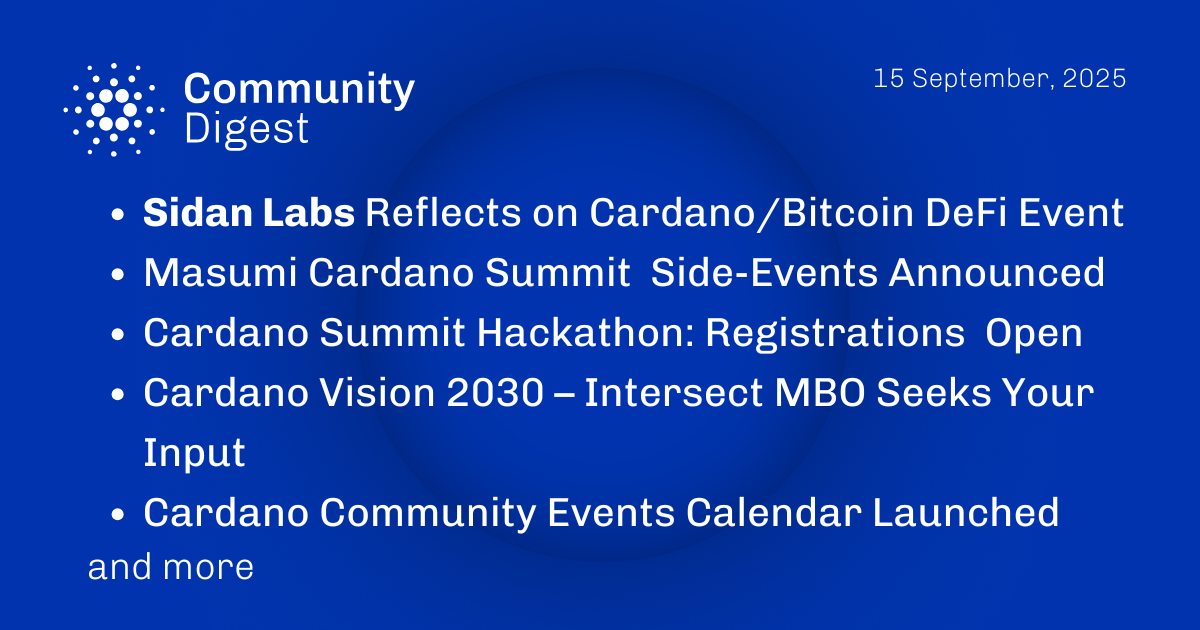 Community
Digest
15 September, 2025
• Sidan Labs Reflects on Cardano/Bitcoin DeFi Event
• Masumi Cardano Summit  Side-Events Announced
• Cardano Summit Hackathon: Registrations  Open
• Cardano Vision 2030 – Intersect MBO Seeks Your
Input
• Cardano Community Events Calendar Launched
and more